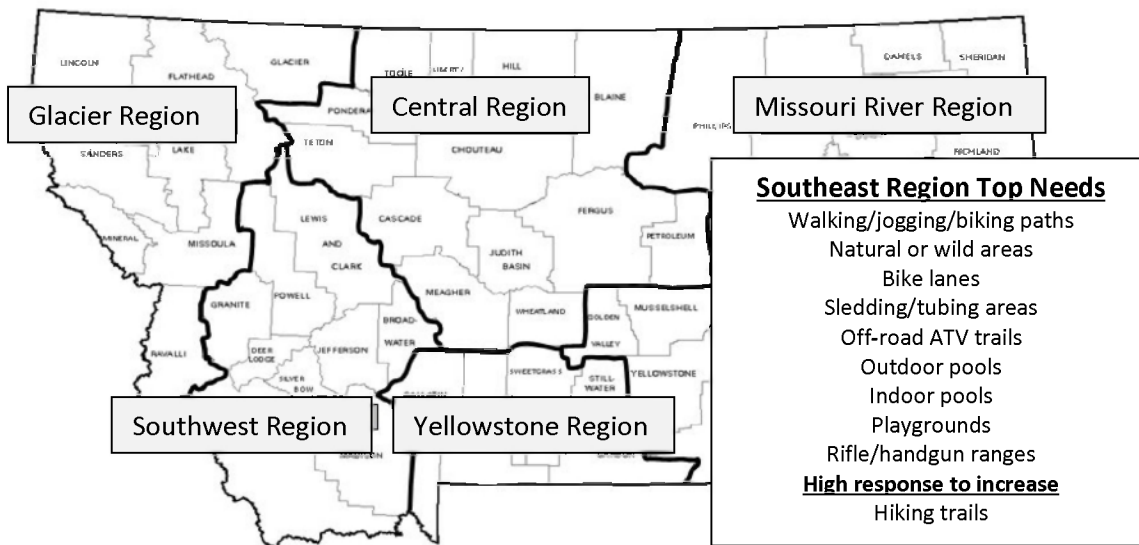 LINCOLN
FLATHEAD
GLACIER
TOOLE
HILL
BLAINE
DANIELS
SHERIDAN
Glacier Region
Central Region
Missouri River Region
PONDERA
PHILLIPS
SANDERS
LAKE
TETON
CHOUTEAU
RICHLAND
MINERAL
MISSOULA
LEWIS
AND
CLARK
CASCADE
JUDITH
BASIN
FERGUS
PETROLEUM
GRANITE
POWELL
BROAD-
WATER
MEAGHER
WHEATLAND
GOLDEN
VALLEY
MUSSELSHELL
RAVALLI
DEER
LODGE
JEFFERSON
SILVER
BOW
SWEETGRASS
STILL-
WATER
YELLOWSTONE
Southwest Region
Yellowstone Region
MADISON
Southeast Region Top Needs
Walking/jogging/biking paths
Natural or wild areas
Bike lanes
Sledding/tubing areas
Off-road ATV trails
Outdoor pools
Indoor pools
Playgrounds
Rifle/handgun ranges
High response to increase
Hiking trails